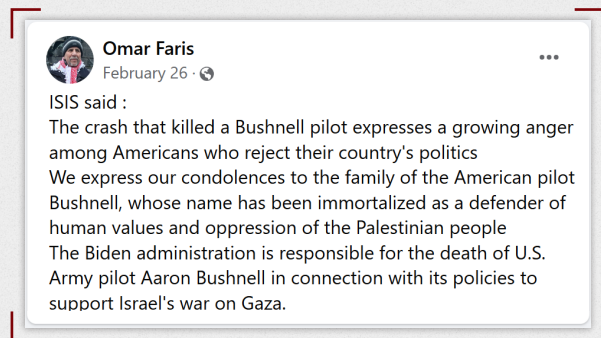 Omar Faris
February 26 ·
ISIS said :
The crash that killed a Bushnell pilot expresses a growing anger
among Americans who reject their country's politics
We express our condolences to the family of the American pilot
Bushnell, whose name has been immortalized as a defender of
human values and oppression of the Palestinian people
The Biden administration is responsible for the death of U.S.
Army pilot Aaron Bushnell in connection with its policies to
support Israel's war on Gaza.